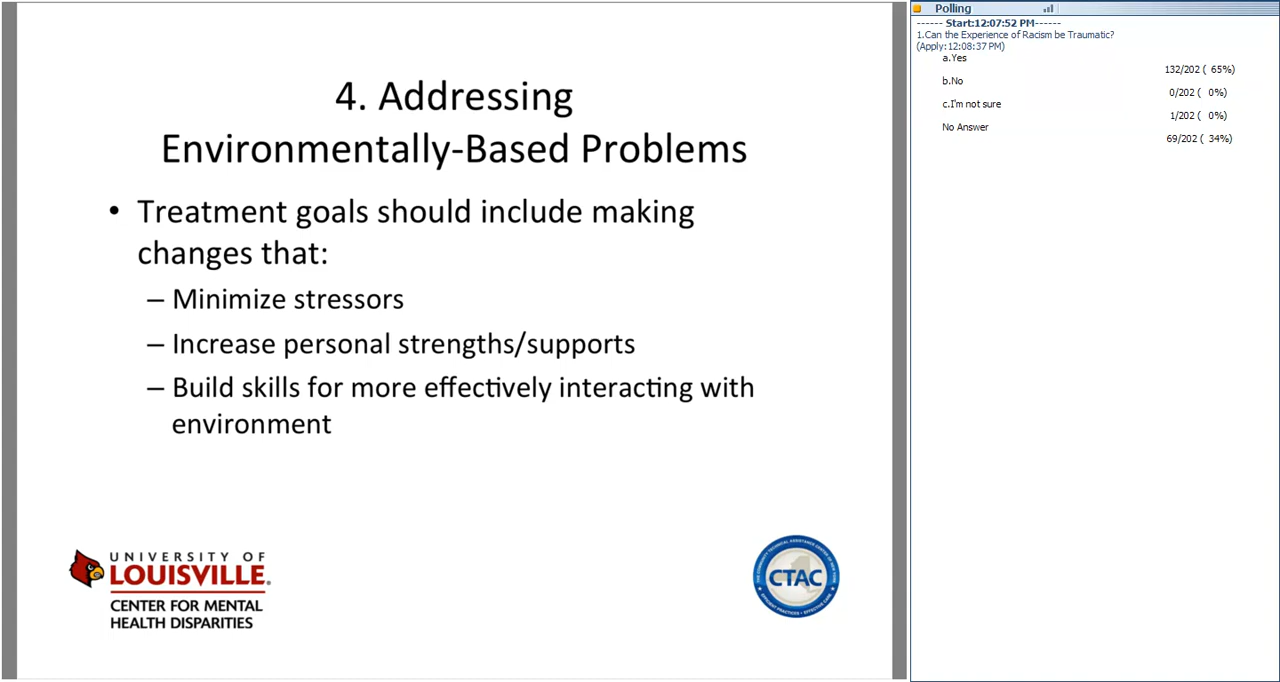 4. Addressing
Environmentally-Based Problems
• Treatment goals should include making
changes that:
– Minimize stressors
– Increase personal strengths/supports
– Build skills for more effectively interacting with
environment
UNIVERSITY OF
LOUISVILLE.
CENTER FOR MENTAL
HEALTH DISPARITIES
CTAC
Polling
------ Start:12:07:52 PM------
1.Can the Experience of Racism be Traumatic?
(Apply:12:08:37 PM)
a.Yes
132/202 ( 65%)
b.No
0/202 ( 0%)
c.I'm not sure
1/202 ( 0%)
No Answer
69/202 ( 34%)